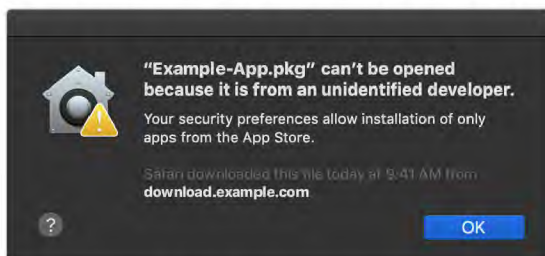 “Example-App.pkg” can’t be opened
because it is from an unidentified developer.
Your security preferences allow installation of only
apps from the App Store.
Safari downloaded this file today at 9:41 AM from
download.example.com
?
OK